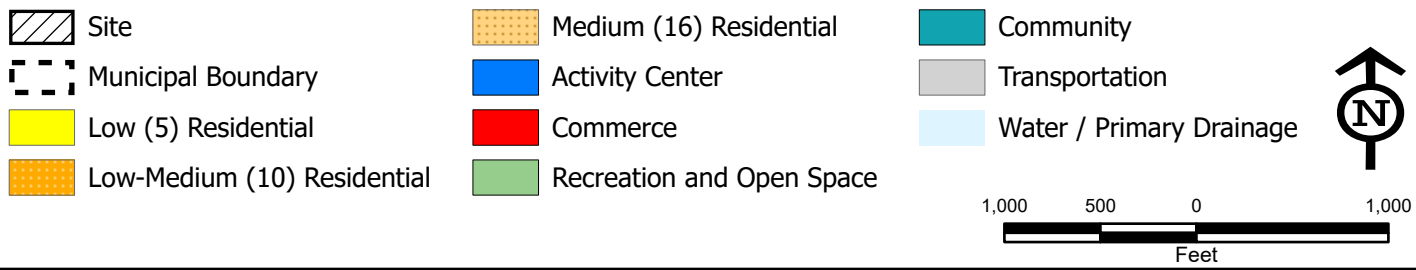 Site
Municipal Boundary
Low (5) Residential
Low-Medium (10) Residential
Medium (16) Residential
Activity Center
Commerce
Recreation and Open Space
Community
Transportation
Water / Primary Drainage
N
1,000 500 0 1,000
Feet